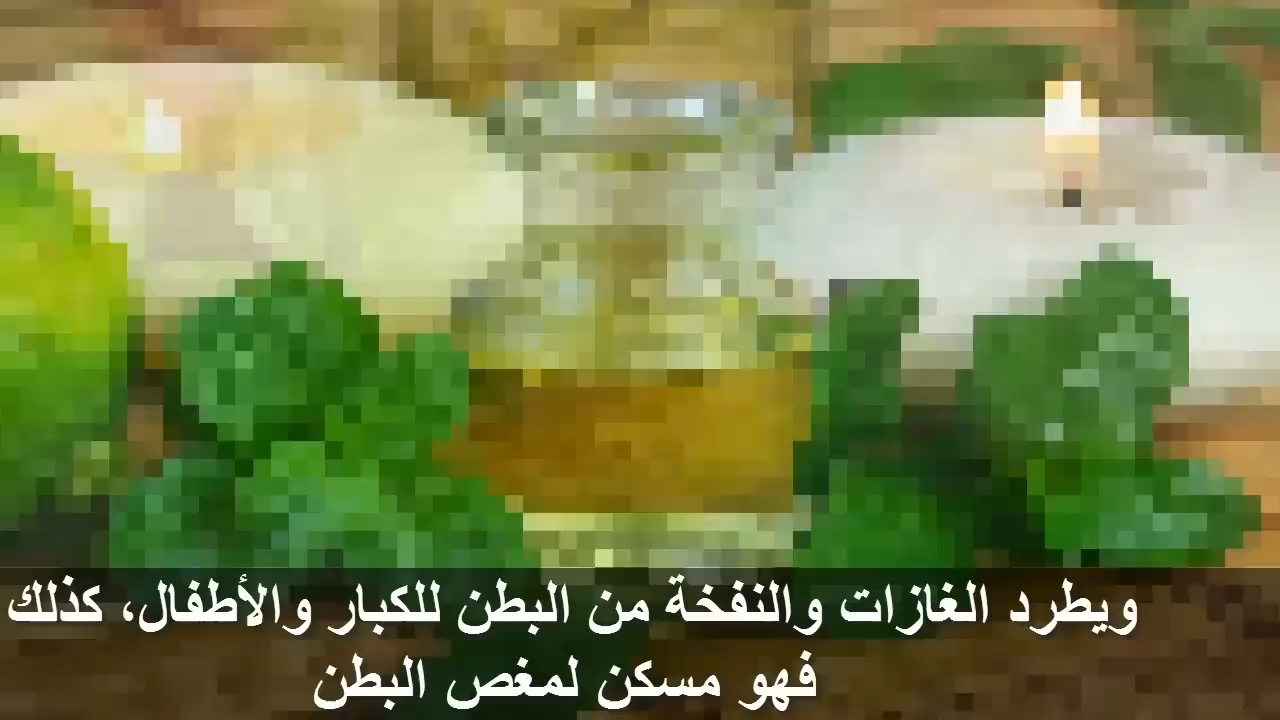 ويطرد الغازات والنفخة من البطن للكبار والأطفال، كذلك
فهو مسكن لمغص البطن